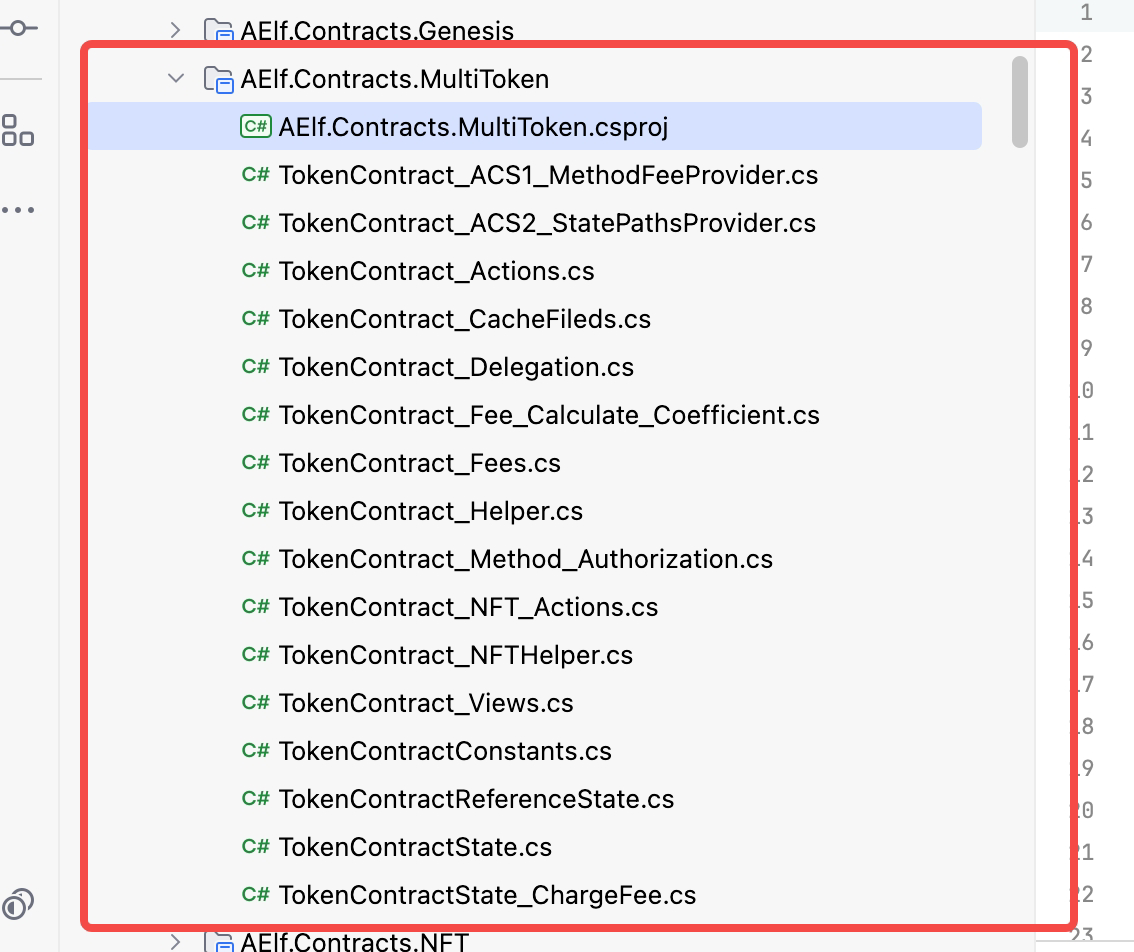 AElf.Contracts.Genesis
AElf.Contracts.MultiToken
C# AElf.Contracts.MultiToken.csproj
C# TokenContract_ACS1_MethodFeeProvider.cs
C# TokenContract_ACS2_StatePathsProvider.cs
C# TokenContract_Actions.cs
C# TokenContract_CacheFileds.cs
C# TokenContract_Delegation.cs
C# TokenContract_Fee_Calculate_Coefficient.cs
C# TokenContract_Fees.cs
C# TokenContract_Helper.cs
C# TokenContract_Method_Authorization.cs
C# TokenContract_NFT_Actions.cs
C# TokenContract_NFTHelper.cs
C# TokenContract_Views.cs
C# TokenContractConstants.cs
C# TokenContractReferenceState.cs
C# TokenContractState.cs
C# TokenContractState_ChargeFee.cs
AElf.Contracts.NFT
1
2
3
4
5
6
7
8
9
10
11
12
13
14
15
16
17
18
19
20
21
22
23